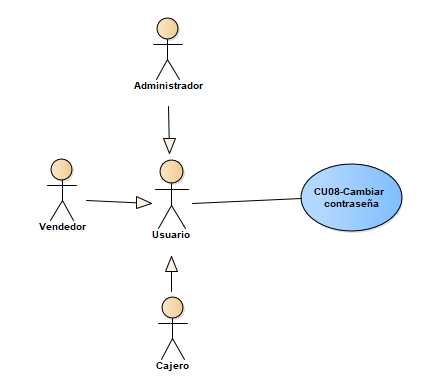 Administrador
CU08-Cambiar
contraseña
Vendedor
Usuario
Cajero